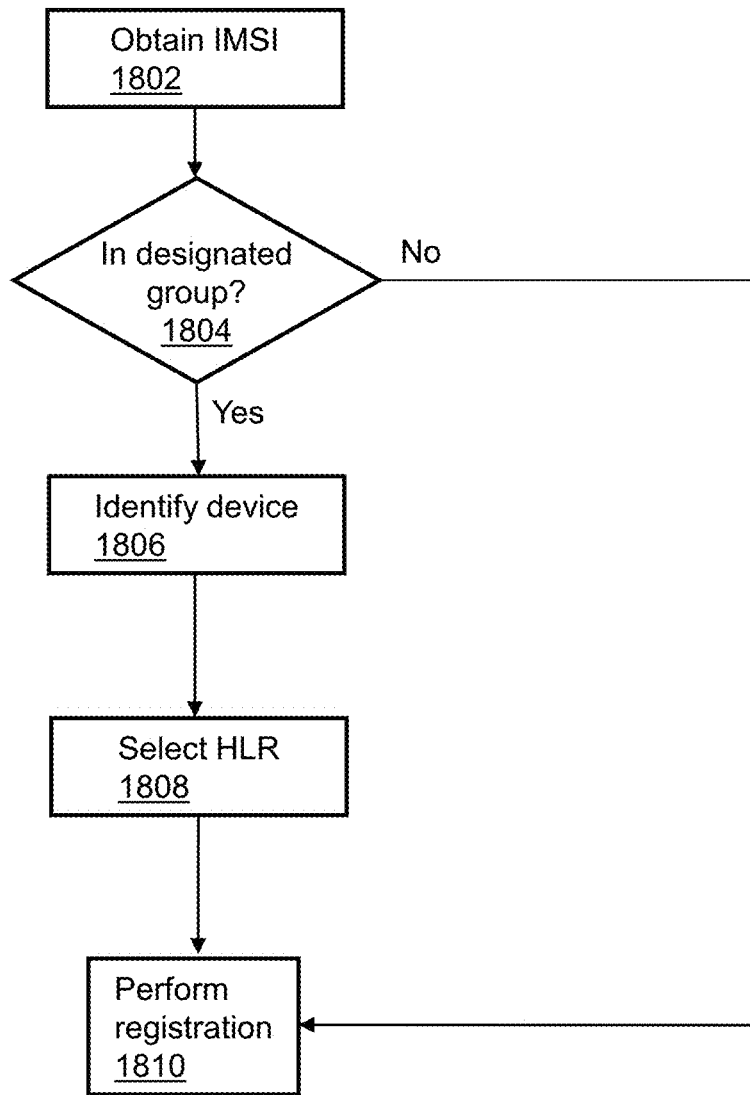 Obtain IMSI
1802
In designated
group?
1804
No
Yes
Identify device
1806
Select HLR
1808
Perform
registration
1810